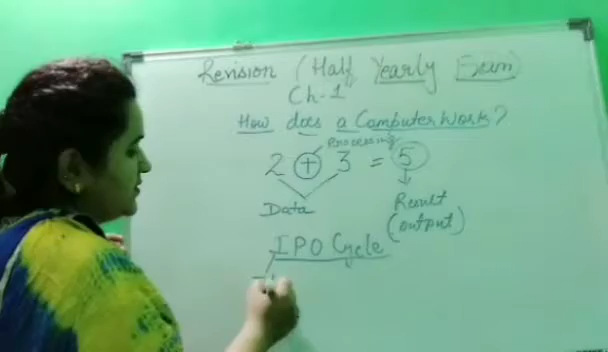 Revision (Half Yearly Exam)
Ch-1
How does a Computer Work?
Processing
2 + 3 = 5
Data
Result
(output)
IPO Cycle